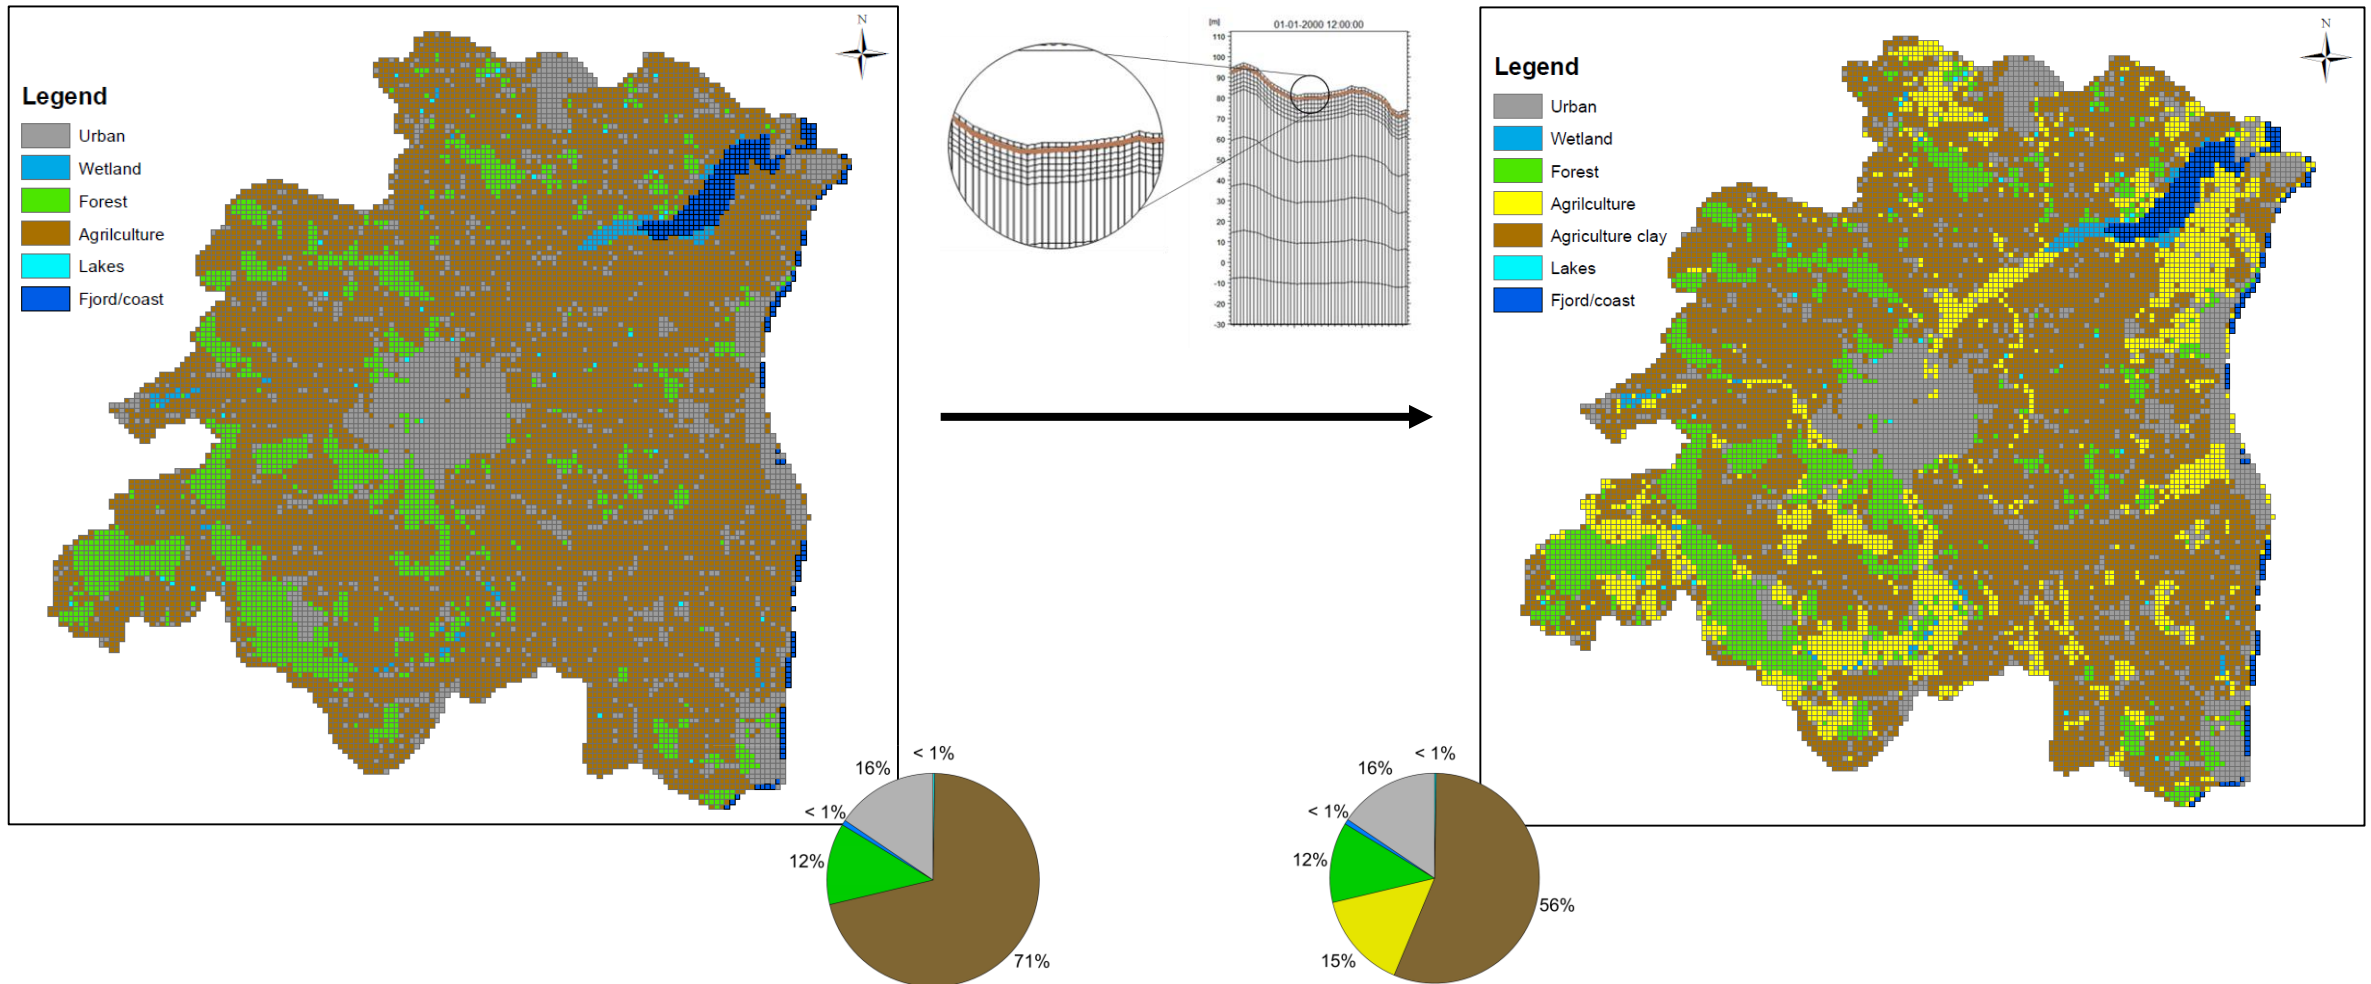 N
Legend
Urban
Wetland
Forest
Agrilculture
Lakes
Fjord/coast
[m]
01-01-2000 12:00:00
110
100
90
80
70
60
50
40
30
20
10
0
-10
-20
-30
N
Legend
Urban
Wetland
Forest
Agrilculture
Agriculture clay
Lakes
Fjord/coast
< 1%
16%
< 1%
12%
71%
< 1%
16%
< 1%
12%
15%
56%